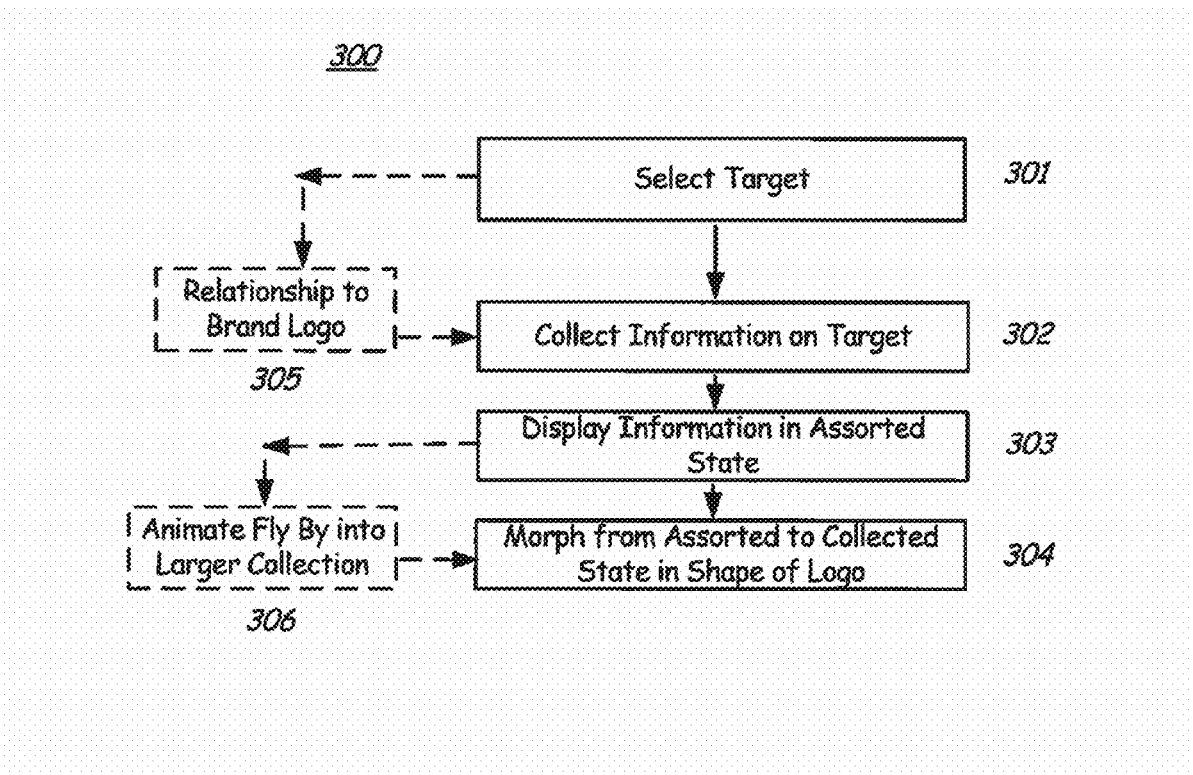 300
Select Target
301
Relationship to
Brand Logo
305
Collect Information on Target
302
Display Information in Assorted
State
303
Animate Fly By into
Larger Collection
306
Morph from Assorted to Collected
State in Shape of Logo
304